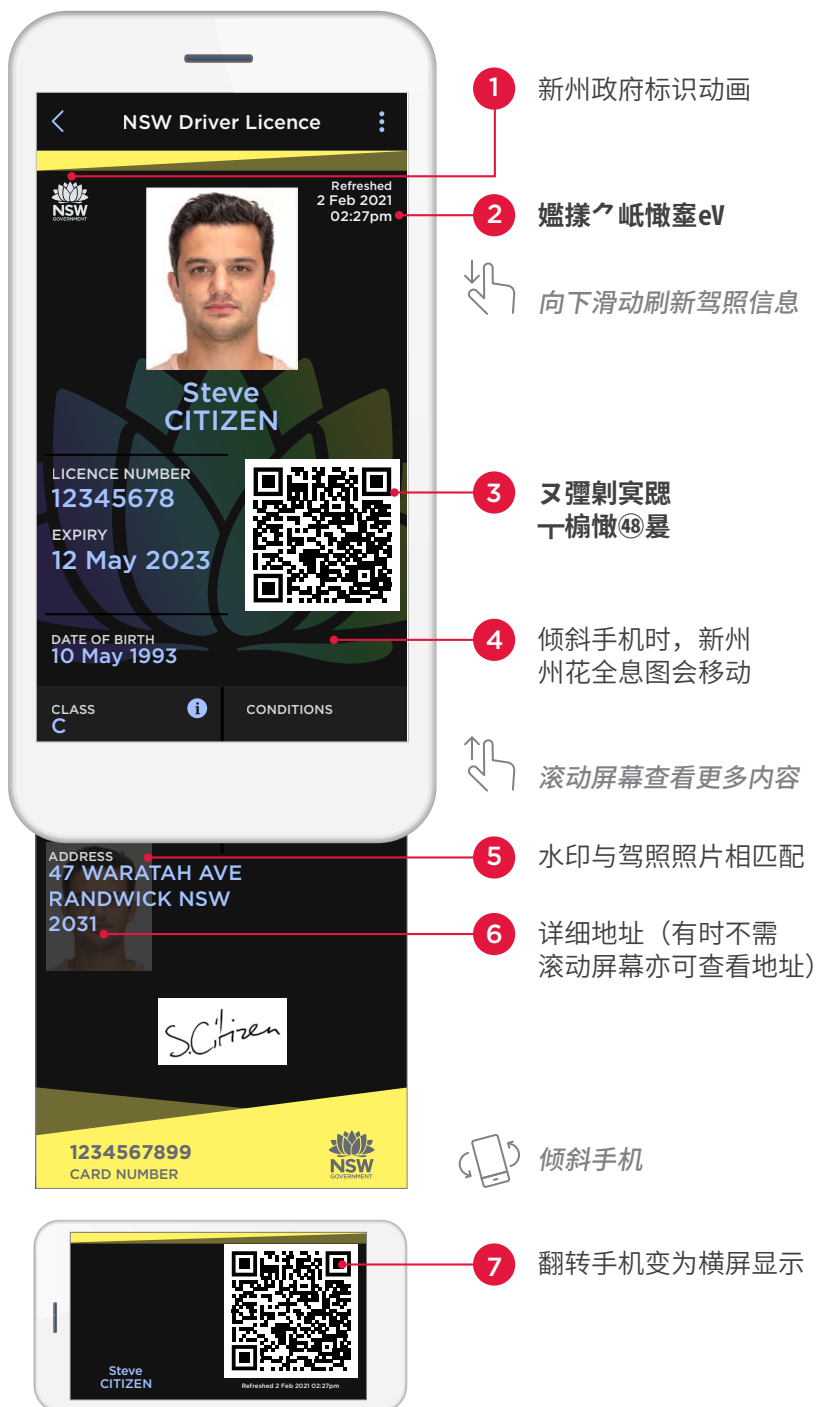 NSW Driver Licence
1
新州政府标识动画
NSW
GOVERNMENT
Refreshed
2 Feb 2021
02:27pm
2
向下滑动刷新驾照信息
Steve
CITIZEN
LICENCE NUMBER
12345678
EXPIRY
12 May 2023
3
DATE OF BIRTH
10 May 1993
4
倾斜手机时，新州
州花全息图会移动
CLASS
C
i
CONDITIONS
滚动屏幕查看更多内容
ADDRESS
47 WARATAH AVE
RANDWICK NSW
2031
5
水印与驾照照片相匹配
6
详细地址（有时不需
滚动屏幕亦可查看地址）
S.Citizen
1234567899
CARD NUMBER
NSW
GOVERNMENT
倾斜手机
7
翻转手机变为横屏显示
Steve
CITIZEN
Refreshed 2 Feb 2021 02:27pm